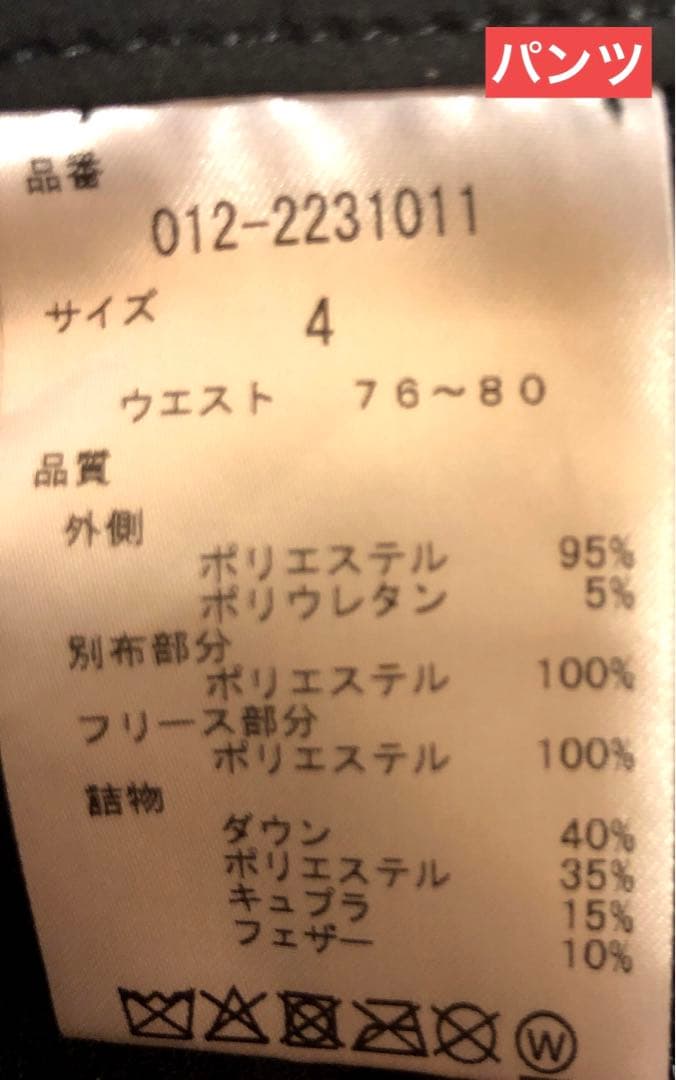 パンツ
品番
012-2231011
サイズ 4
ウエスト 76～80
品質
外側
ポリエステル 95%
ポリウレタン 5%
別布部分
ポリエステル 100%
フリース部分
ポリエステル 100%
詰物
ダウン 40%
ポリエステル 35%
キュプラ 15%
フェザー 10%
W